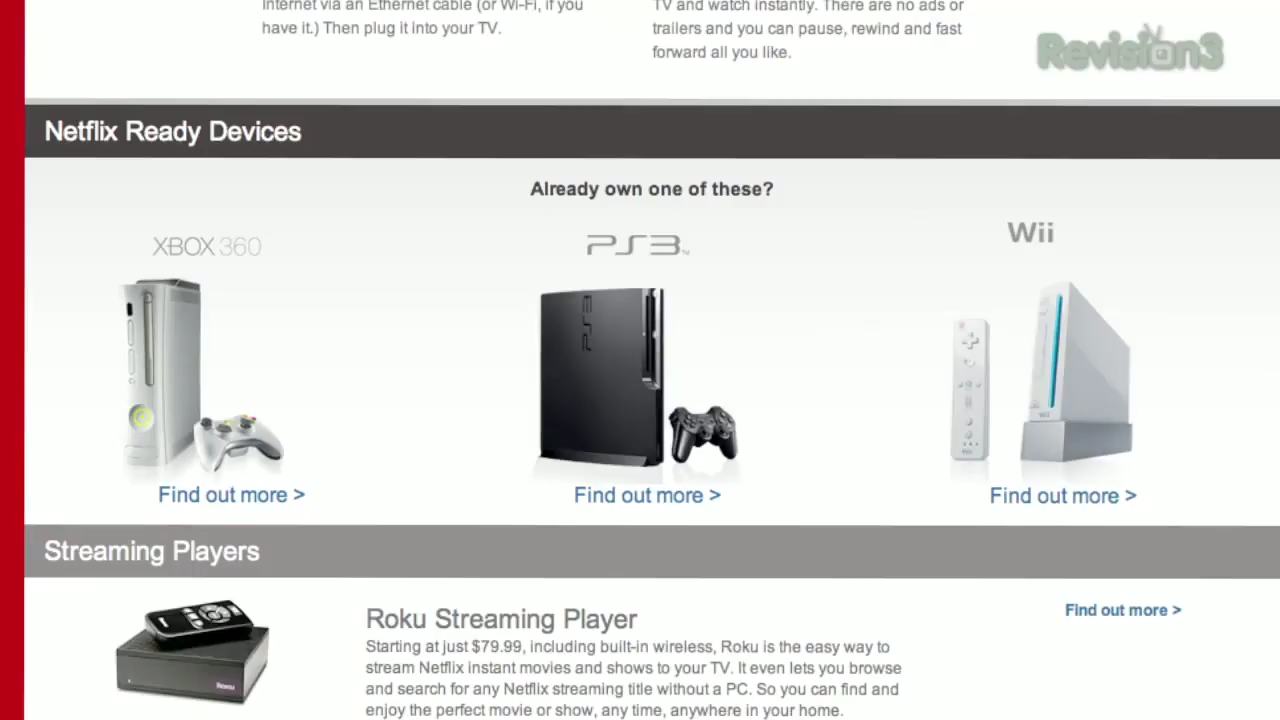 Internet via an Ethernet cable (or Wi-Fi, if you
have it.) Then plug it into your TV.
TV and watch instantly. There are no ads or
trailers and you can pause, rewind and fast
forward all you like.
Revision3
Netflix Ready Devices
Already own one of these?
XBOX 360
PS3™
Wii
PS3
Wii
Wii
Find out more >
Find out more >
Find out more >
Streaming Players
Roku Streaming Player
Find out more >
Starting at just $79.99, including built-in wireless, Roku is the easy way to
stream Netflix instant movies and shows to your TV. It even lets you browse
and search for any Netflix streaming title without a PC. So you can find and
enjoy the perfect movie or show, any time, anywhere in your home.
Roku